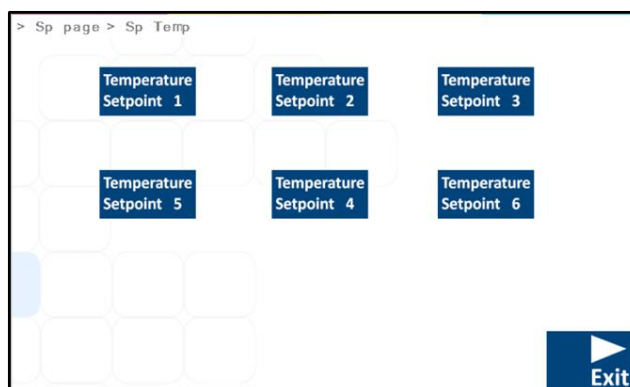 > Sp page > Sp Temp
Temperature
Setpoint 1
Temperature
Setpoint 2
Temperature
Setpoint 3
Temperature
Setpoint 5
Temperature
Setpoint 4
Temperature
Setpoint 6
Exit